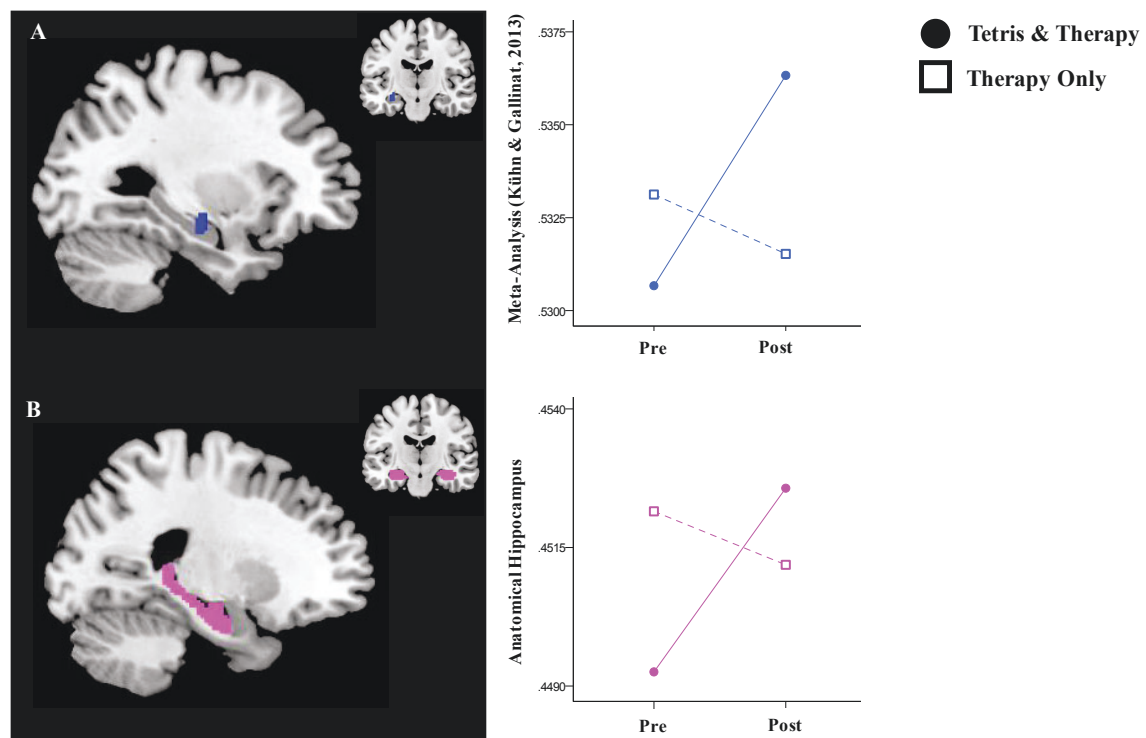 A
.5375
.5350
.5325
.5300
Meta-Analysis (Kühn & Gallinat, 2013)
Pre
Post
Tetris & Therapy
Therapy Only
B
.4540
.4515
.4490
Anatomical Hippocampus
Pre
Post